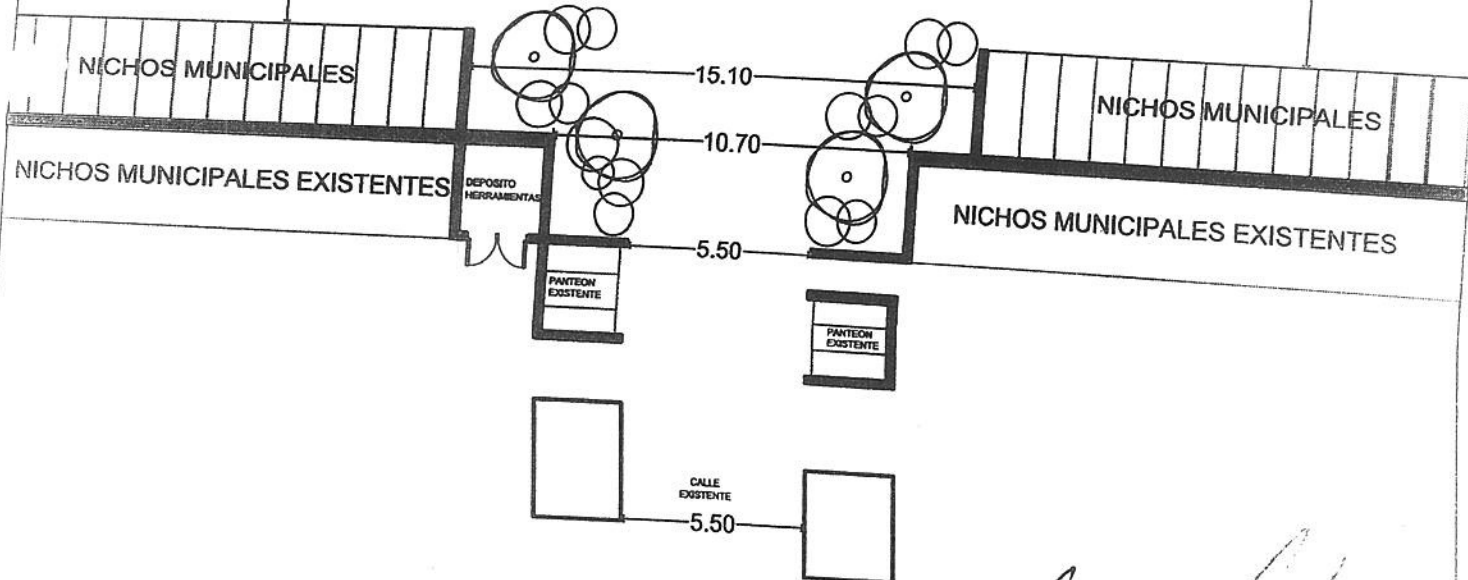 NICHOS MUNICIPALES
15.10
NICHOS MUNICIPALES
10.70
NICHOS MUNICIPALES EXISTENTES
DEPOSITO
HERRAMIENTAS
5.50
NICHOS MUNICIPALES EXISTENTES
PANTEON
EXISTENTE
PANTEON
EXISTENTE
CALLE
EXISTENTE
5.50